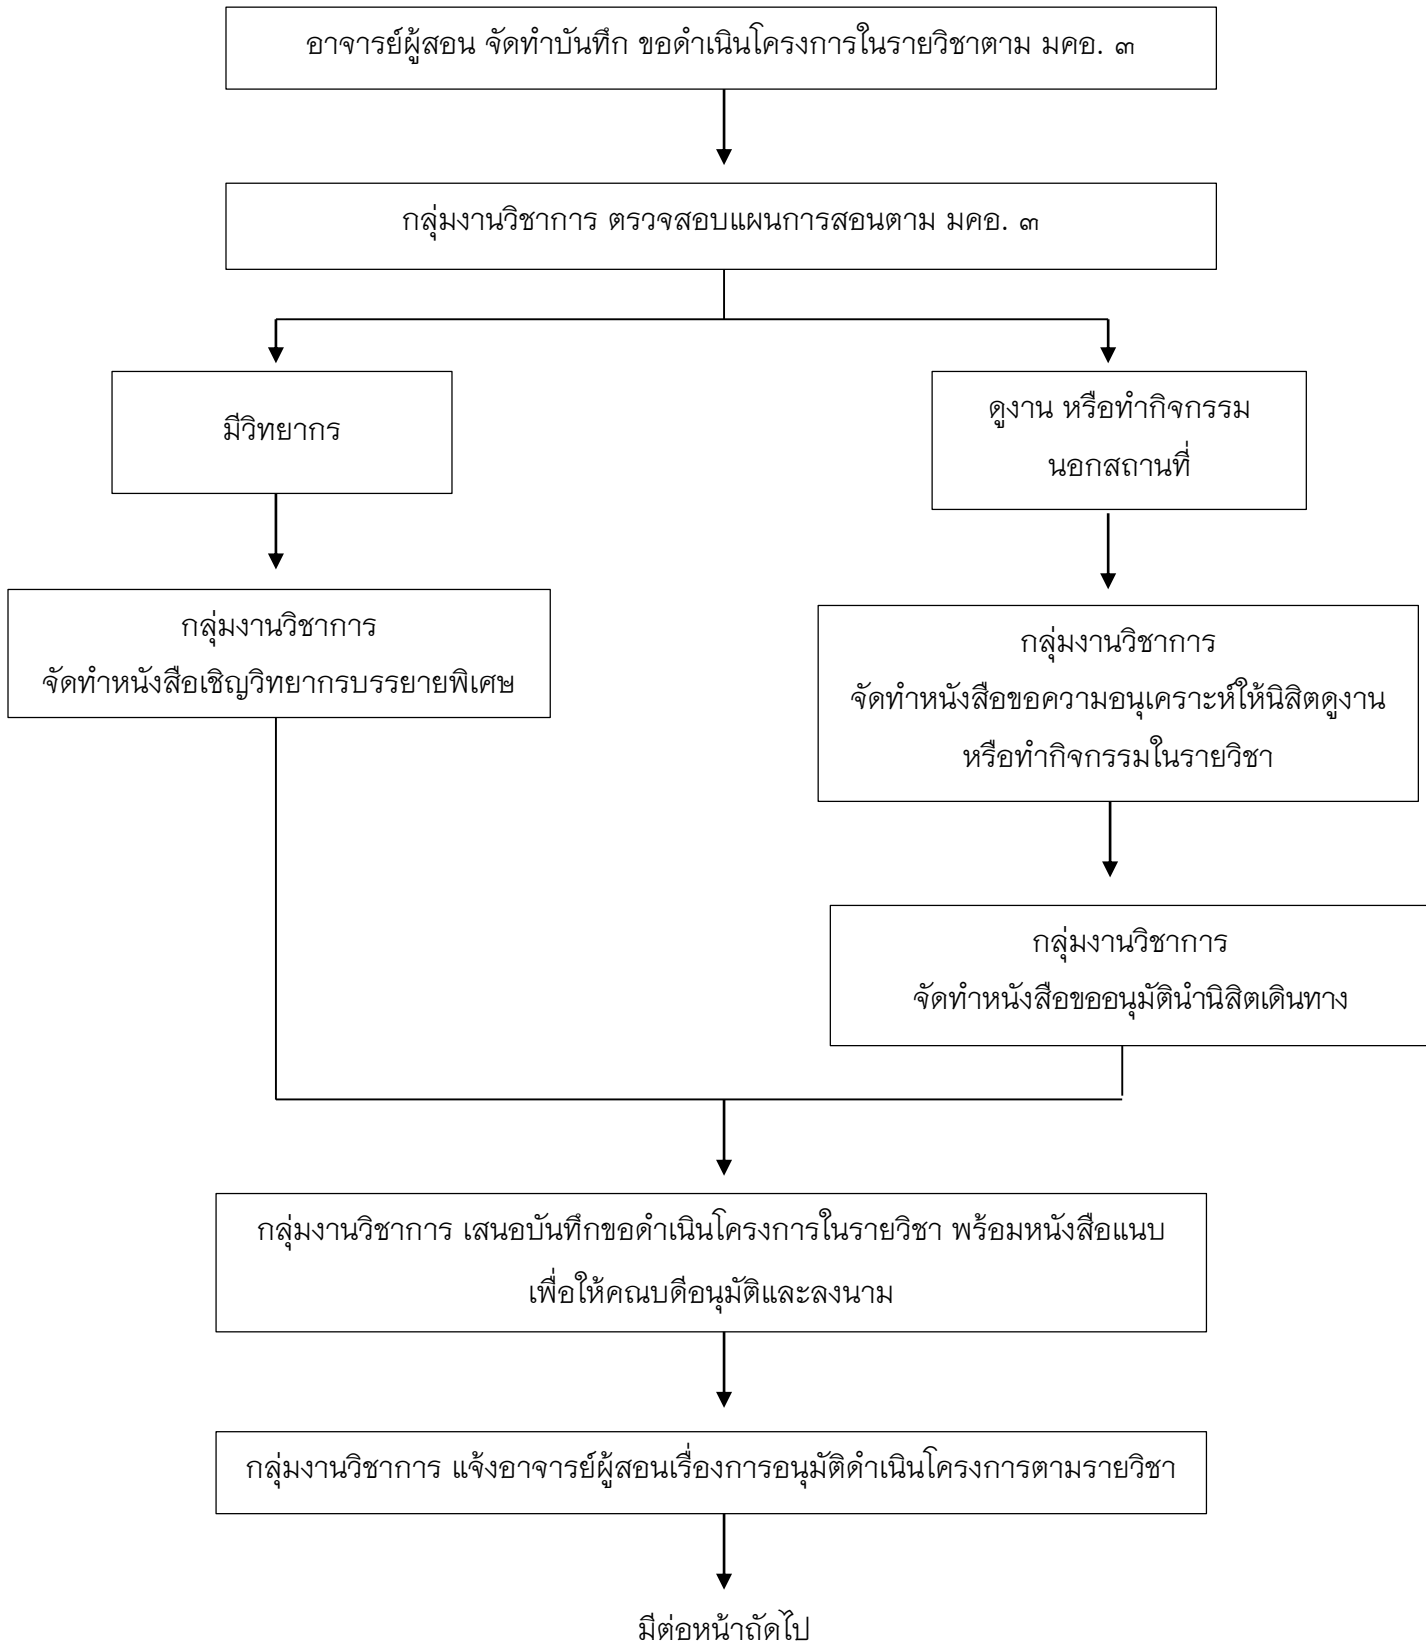 อาจารย์ผู้สอน จัดทำบันทึก ขอดำเนินโครงการในรายวิชาตาม มคอ. ๓
กลุ่มงานวิชาการ ตรวจสอบแผนการสอนตาม มคอ. ๓
มีวิทยากร
ดูงาน หรือทำกิจกรรม
นอกสถานที่
กลุ่มงานวิชาการ
จัดทำหนังสือเชิญวิทยากรบรรยายพิเศษ
กลุ่มงานวิชาการ
จัดทำหนังสือขอความอนุเคราะห์ให้นิสิตดูงาน
หรือทำกิจกรรมในรายวิชา
กลุ่มงานวิชาการ
จัดทำหนังสือขออนุมัตินำนิสิตเดินทาง
กลุ่มงานวิชาการ เสนอบันทึกขอดำเนินโครงการในรายวิชา พร้อมหนังสือแนบ
เพื่อให้คณบดีอนุมัติและลงนาม
กลุ่มงานวิชาการ แจ้งอาจารย์ผู้สอนเรื่องการอนุมัติดำเนินโครงการตามรายวิชา
มีต่อหน้าถัดไป